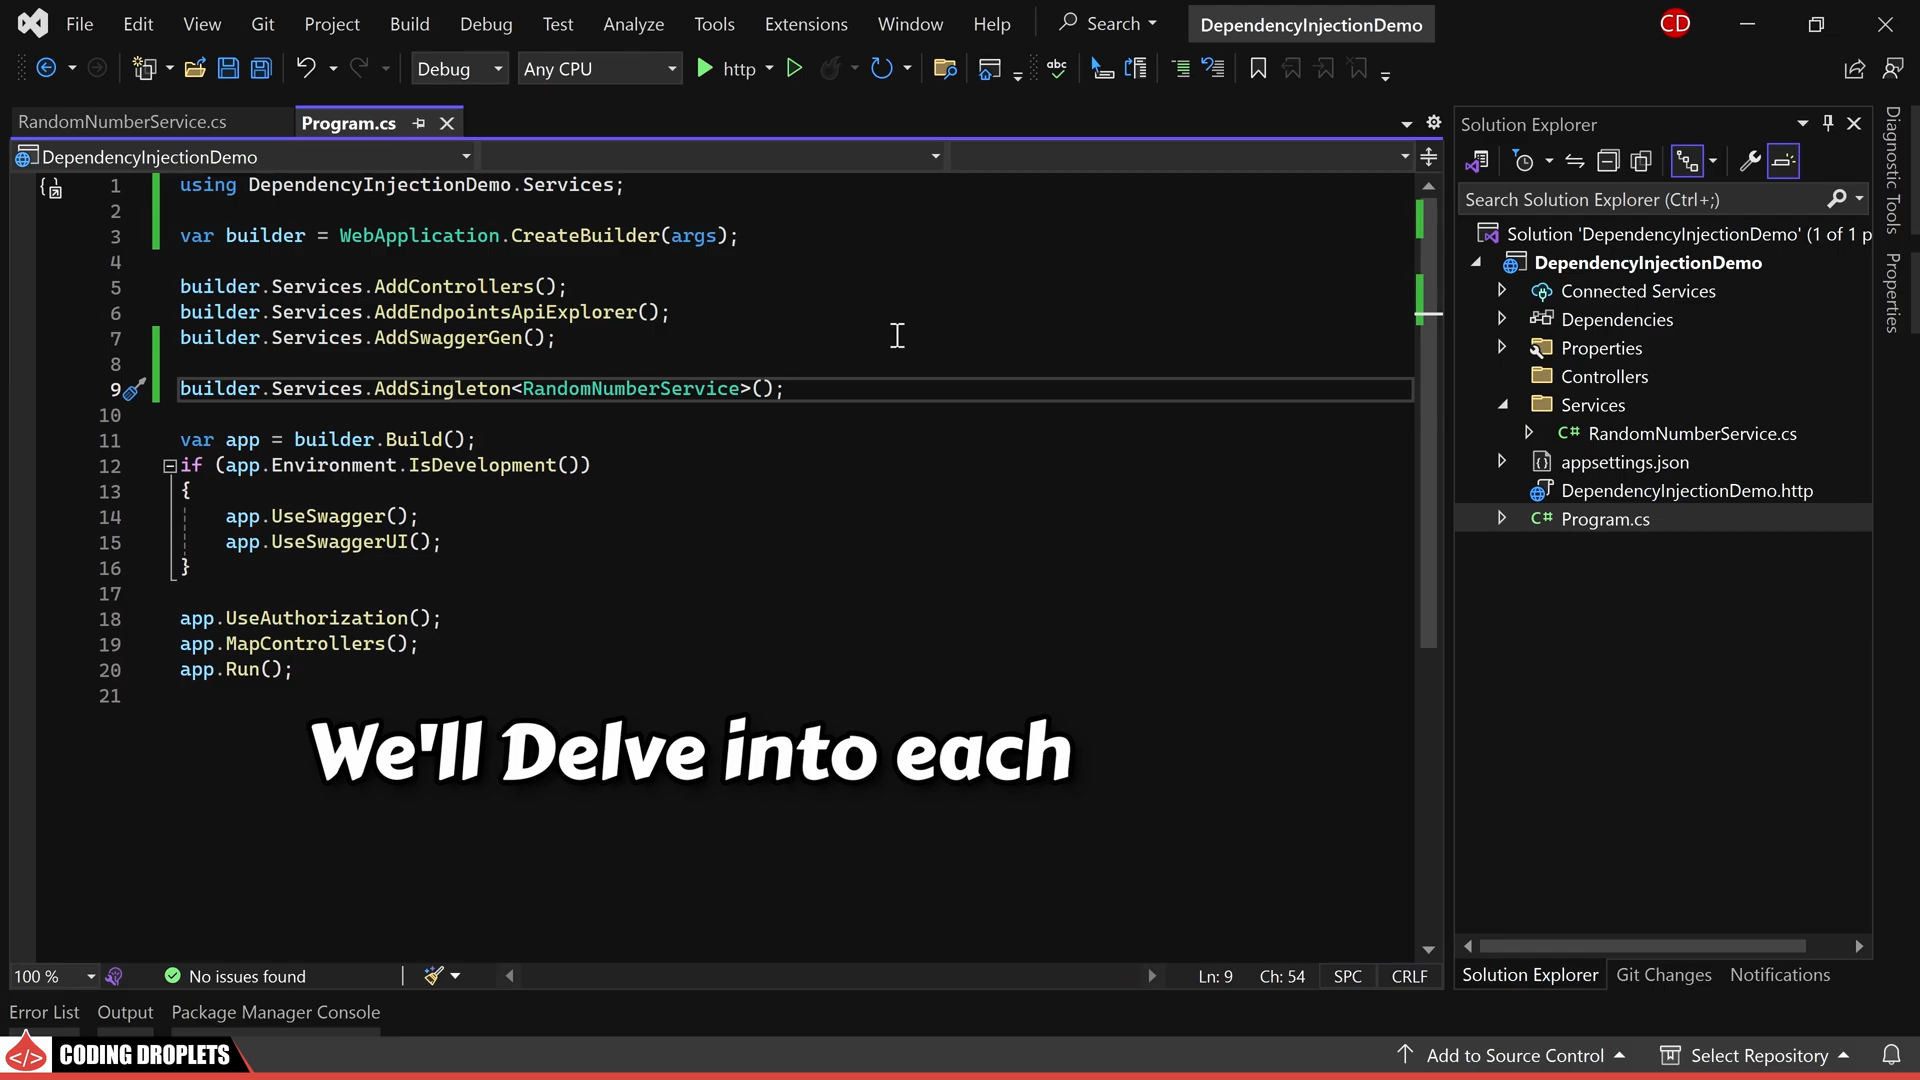 File Edit View Git Project Build Debug Test Analyze Tools Extensions Window Help Search DependencyInjectionDemo CD
Debug Any CPU http
RandomNumberService.cs Program.cs
DependencyInjectionDemo
1 using DependencyInjectionDemo.Services;
2
3 var builder = WebApplication.CreateBuilder(args);
4
5 builder.Services.AddControllers();
6 builder.Services.AddEndpointsApiExplorer();
7 builder.Services.AddSwaggerGen();
8
9 builder.Services.AddSingleton<RandomNumberService>();
10
11 var app = builder.Build();
12 if (app.Environment.IsDevelopment())
13 {
14 app.UseSwagger();
15 app.UseSwaggerUI();
16 }
17
18 app.UseAuthorization();
19 app.MapControllers();
20 app.Run();
21
We'll Delve into each
100 % No issues found Ln: 9 Ch: 54 SPC CRLF
Error List Output Package Manager Console
Solution Explorer
Search Solution Explorer (Ctrl+;)
Solution 'DependencyInjectionDemo' (1 of 1 p
DependencyInjectionDemo
Connected Services
Dependencies
Properties
Controllers
Services
C# RandomNumberService.cs
appsettings.json
DependencyInjectionDemo.http
C# Program.cs
Solution Explorer Git Changes Notifications
Diagnostic Tools
Properties
</> CODING DROPLETS
Add to Source Control Select Repository